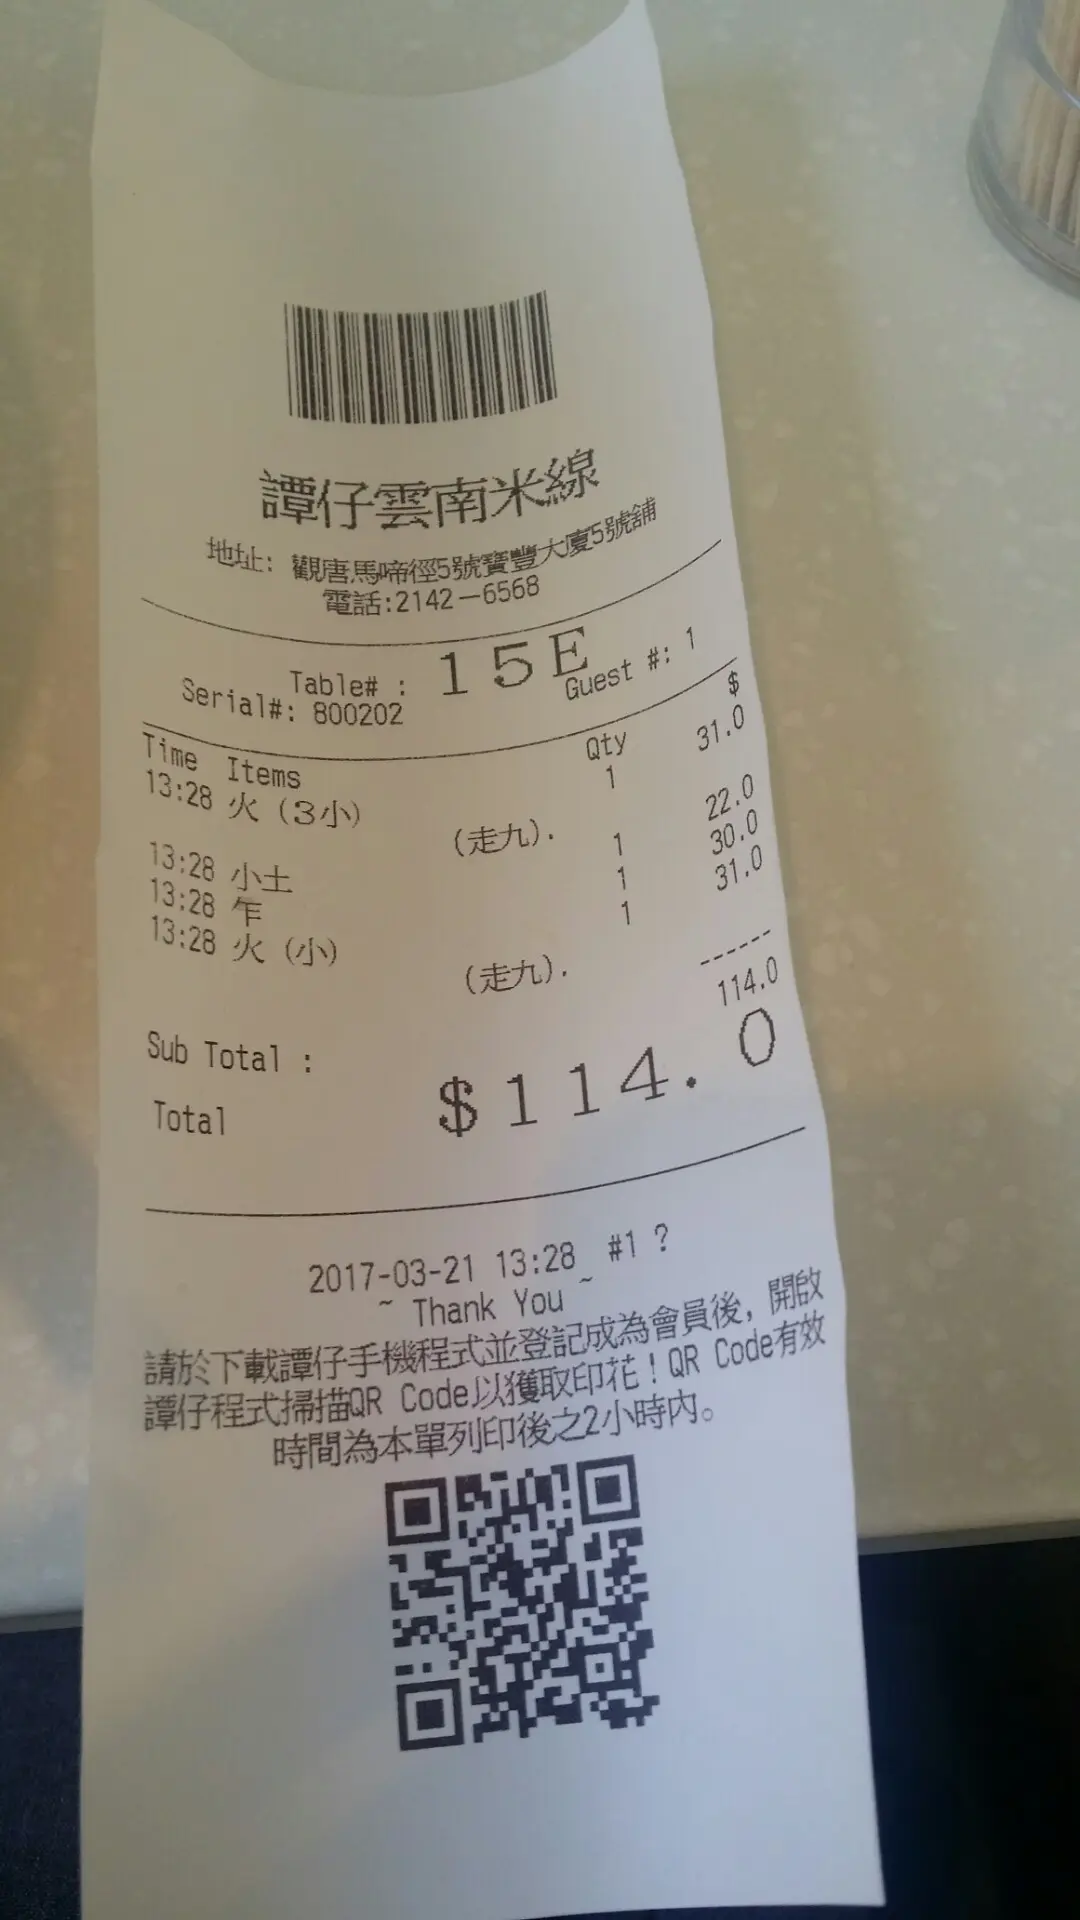 譚仔雲南米線
地址: 觀唐馬啼徑5號寶豐大廈5號舖
電話:2142-6568
Table# : 15E
Serial#: 800202 Guest #: 1
Time Items Qty $
13:28 火 (3小) 1 31.0
(走九).
13:28 小土 1 22.0
13:28 乍 1 30.0
13:28 火 (小) 1 31.0
(走九).
------
Sub Total : 114.0
Total $114.0
2017-03-21 13:28 #1 ?
~ Thank You ~
請於下載譚仔手機程式並登記成為會員後, 開啟
譚仔程式掃描QR Code以獲取印花！QR Code有效
時間為本單列印後之2小時內。